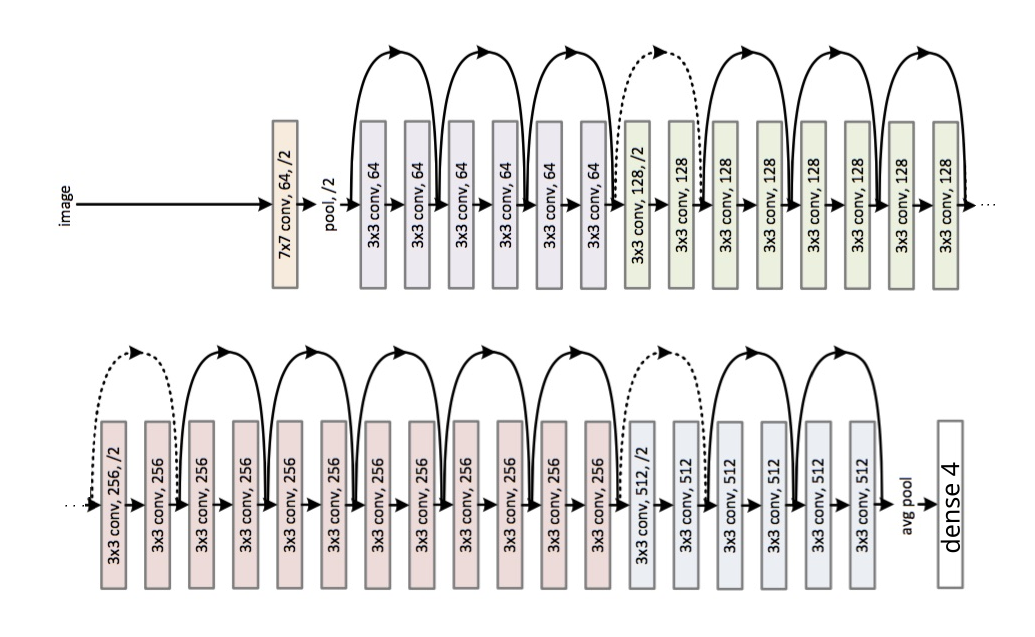 image
7x7 conv, 64, /2
pool, /2
3x3 conv, 64
3x3 conv, 64
3x3 conv, 64
3x3 conv, 64
3x3 conv, 64
3x3 conv, 64
3x3 conv, 128, /2
3x3 conv, 128
3x3 conv, 128
3x3 conv, 128
3x3 conv, 128
3x3 conv, 128
3x3 conv, 128
3x3 conv, 128
...
...
3x3 conv, 256, /2
3x3 conv, 256
3x3 conv, 256
3x3 conv, 256
3x3 conv, 256
3x3 conv, 256
3x3 conv, 256
3x3 conv, 256
3x3 conv, 256
3x3 conv, 256
3x3 conv, 256
3x3 conv, 256
3x3 conv, 512, /2
3x3 conv, 512
3x3 conv, 512
3x3 conv, 512
3x3 conv, 512
3x3 conv, 512
avg pool
dense 4